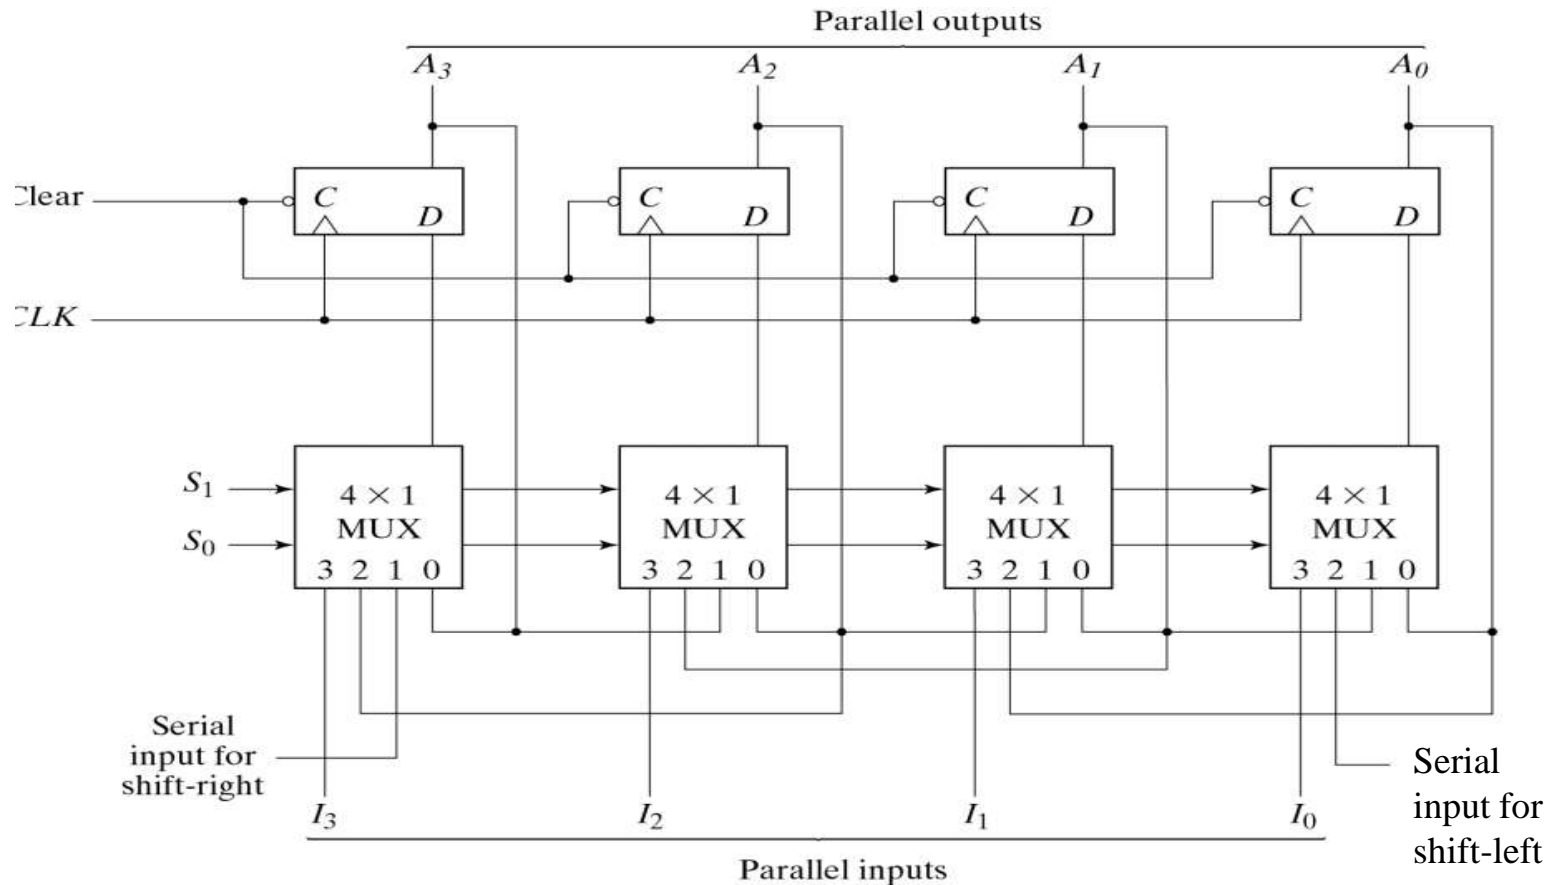 Parallel outputs
A3 A2 A1 A0
Clear C D C D C D C D
CLK
S1 4 × 1 4 × 1 4 × 1 4 × 1
S0 MUX MUX MUX MUX
3 2 1 0 3 2 1 0 3 2 1 0 3 2 1 0
Serial
input for
shift-right
Serial
input for
shift-left
I3 I2 I1 I0
Parallel inputs